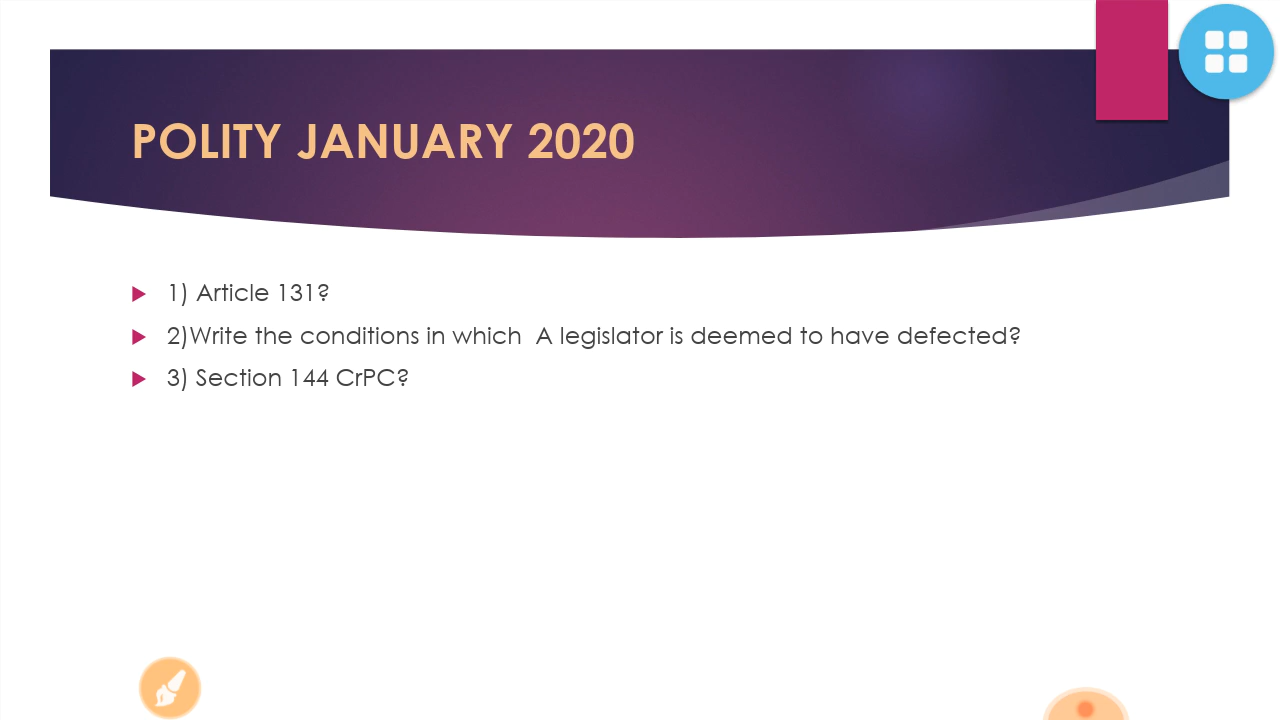 POLITY JANUARY 2020
1) Article 131?
2)Write the conditions in which  A legislator is deemed to have defected?
3) Section 144 CrPC?